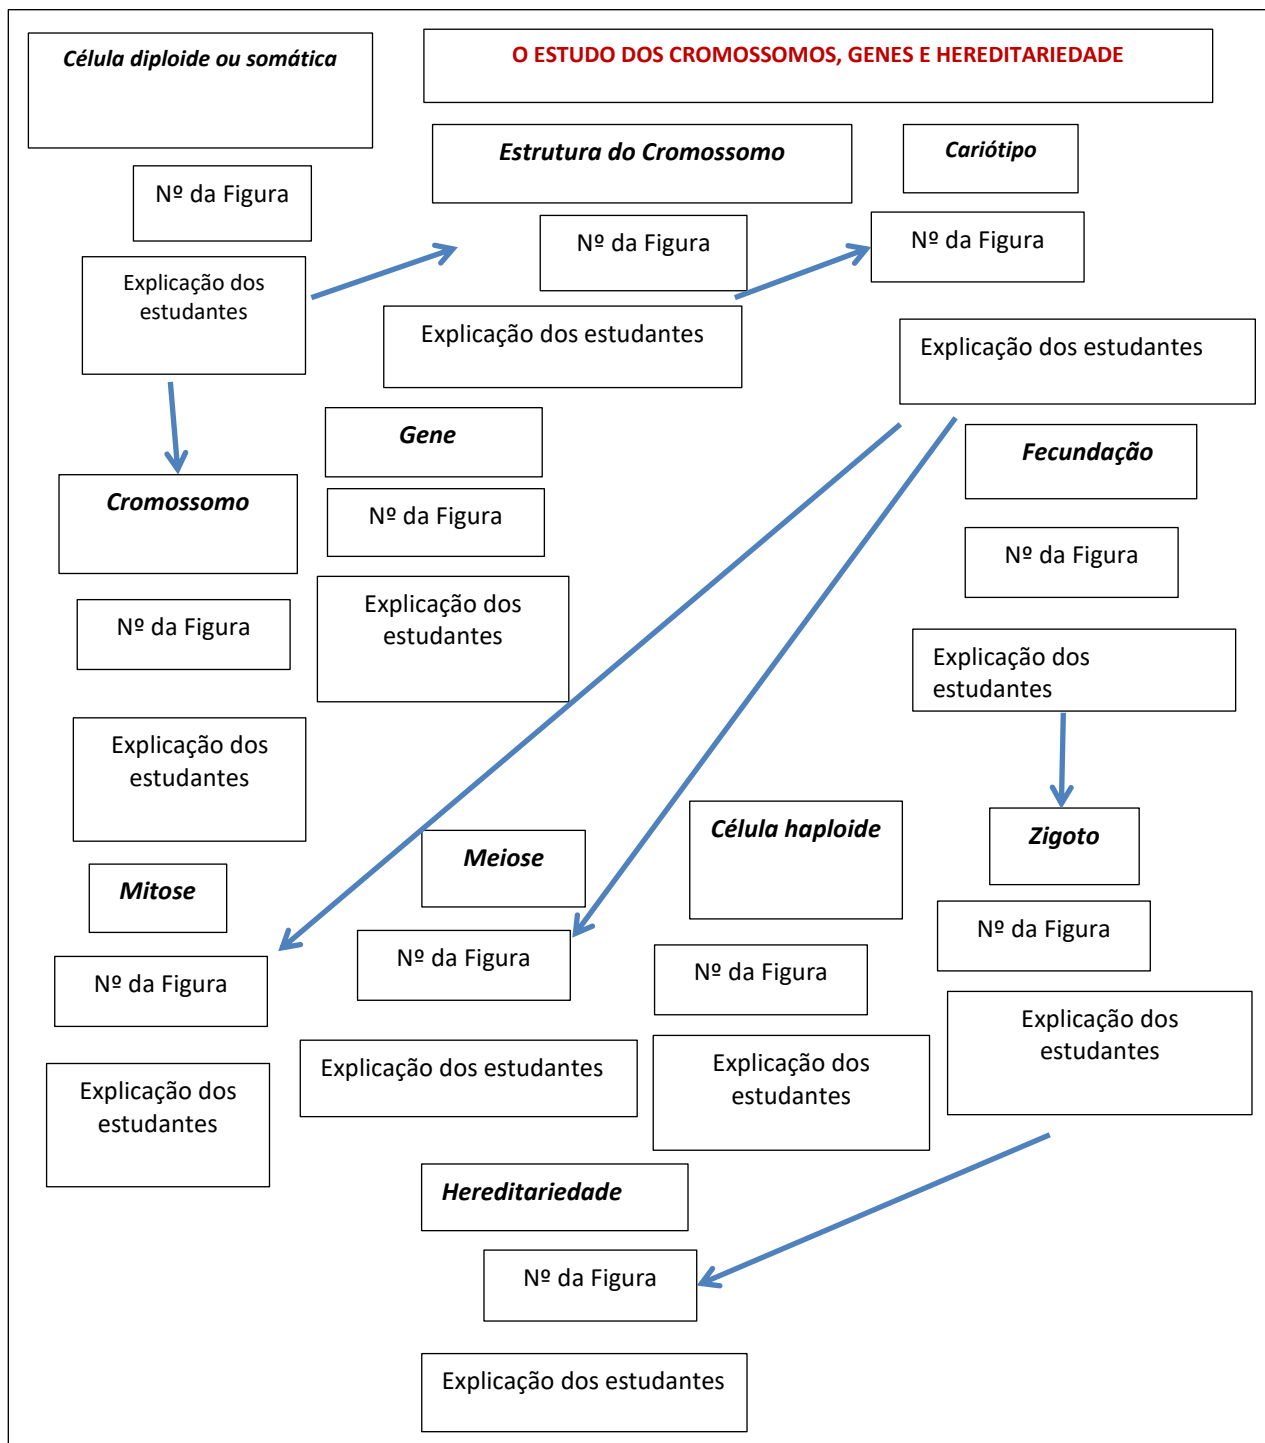 Célula diploide ou somática
O ESTUDO DOS CROMOSSOMOS, GENES E HEREDITARIEDADE
Estrutura do Cromossomo
Cariótipo
Nº da Figura
Nº da Figura
Nº da Figura
Explicação dos
estudantes
Explicação dos estudantes
Explicação dos estudantes
Gene
Fecundação
Cromossomo
Nº da Figura
Nº da Figura
Explicação dos
estudantes
Nº da Figura
Explicação dos
estudantes
Explicação dos
estudantes
Célula haploide
Zigoto
Meiose
Mitose
Nº da Figura
Nº da Figura
Nº da Figura
Nº da Figura
Explicação dos
estudantes
Explicação dos estudantes
Explicação dos
estudantes
Explicação dos
estudantes
Hereditariedade
Nº da Figura
Explicação dos estudantes